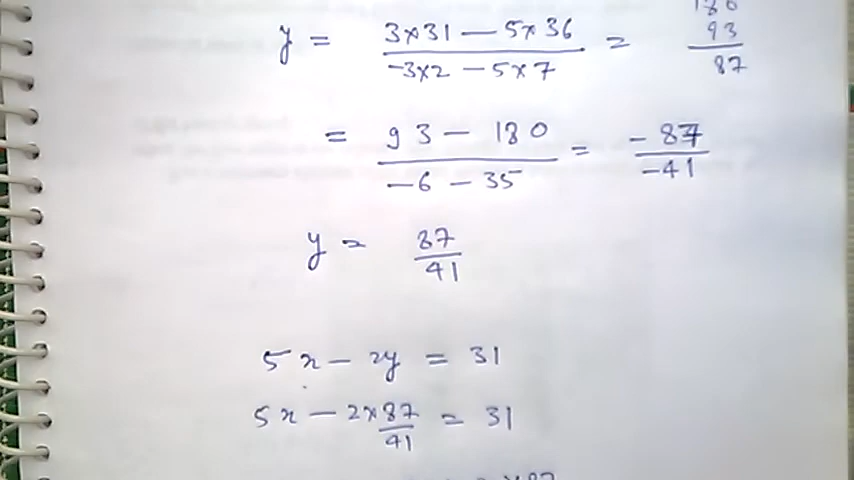 y = (3×31 − 5×36)/(−3×2 − 5×7) =
93
87
= (93 − 180)/(−6 − 35) = −87/−41
y = 87/41
5x − 2y = 31
5x − 2×87/41 = 31